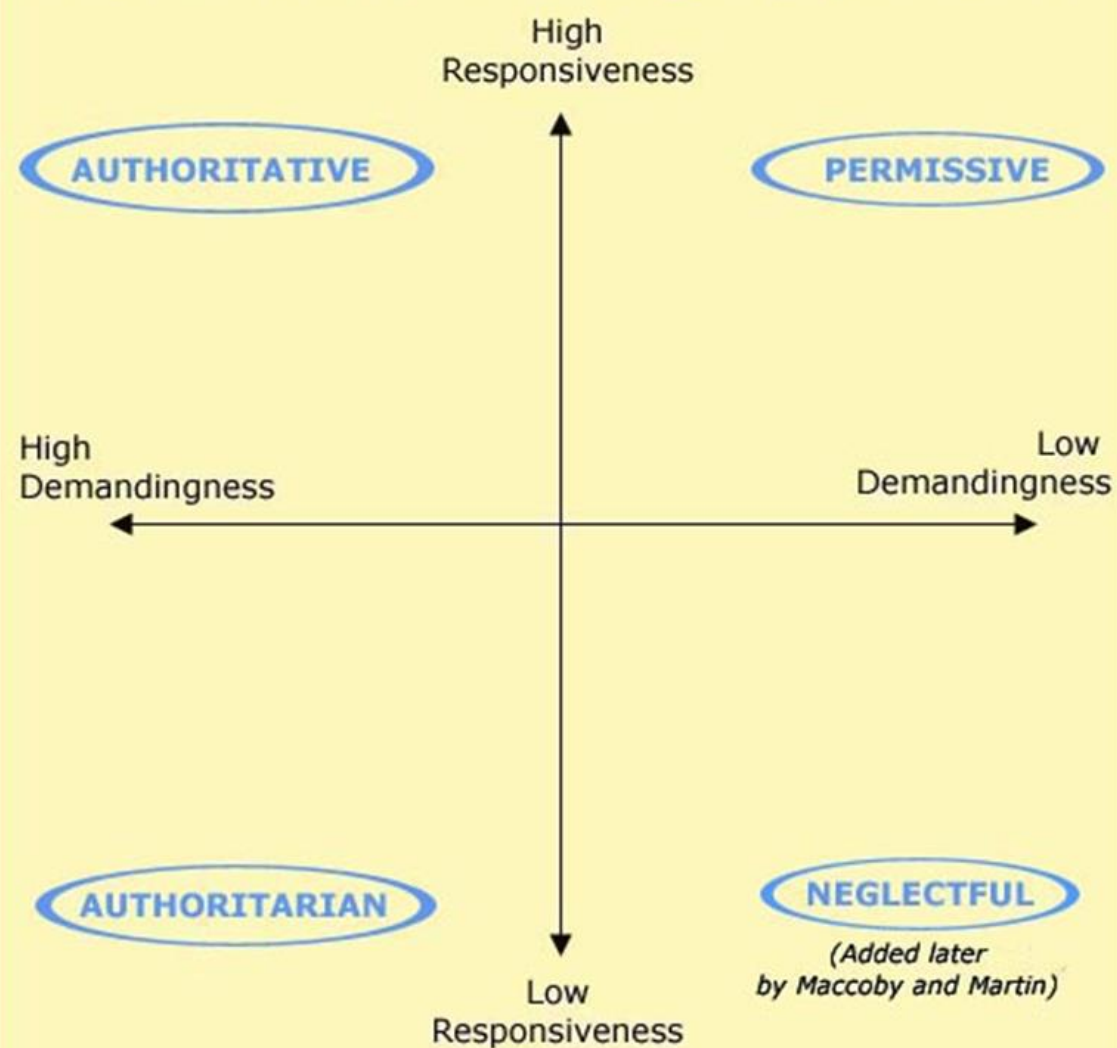 High
Responsiveness
AUTHORITATIVE
PERMISSIVE
High
Demandingness
Low
Demandingness
AUTHORITARIAN
NEGLECTFUL
(Added later
by Maccoby and Martin)
Low
Responsiveness